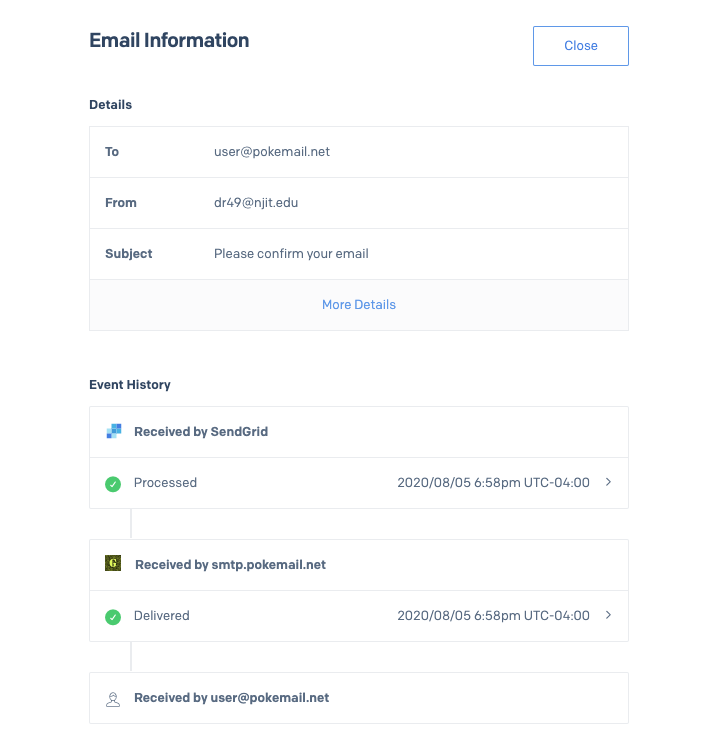 Email Information
Close
Details
To user@pokemail.net
From dr49@njit.edu
Subject Please confirm your email
More Details
Event History
Received by SendGrid
Processed 2020/08/05 6:58pm UTC-04:00
G Received by smtp.pokemail.net
Delivered 2020/08/05 6:58pm UTC-04:00
Received by user@pokemail.net